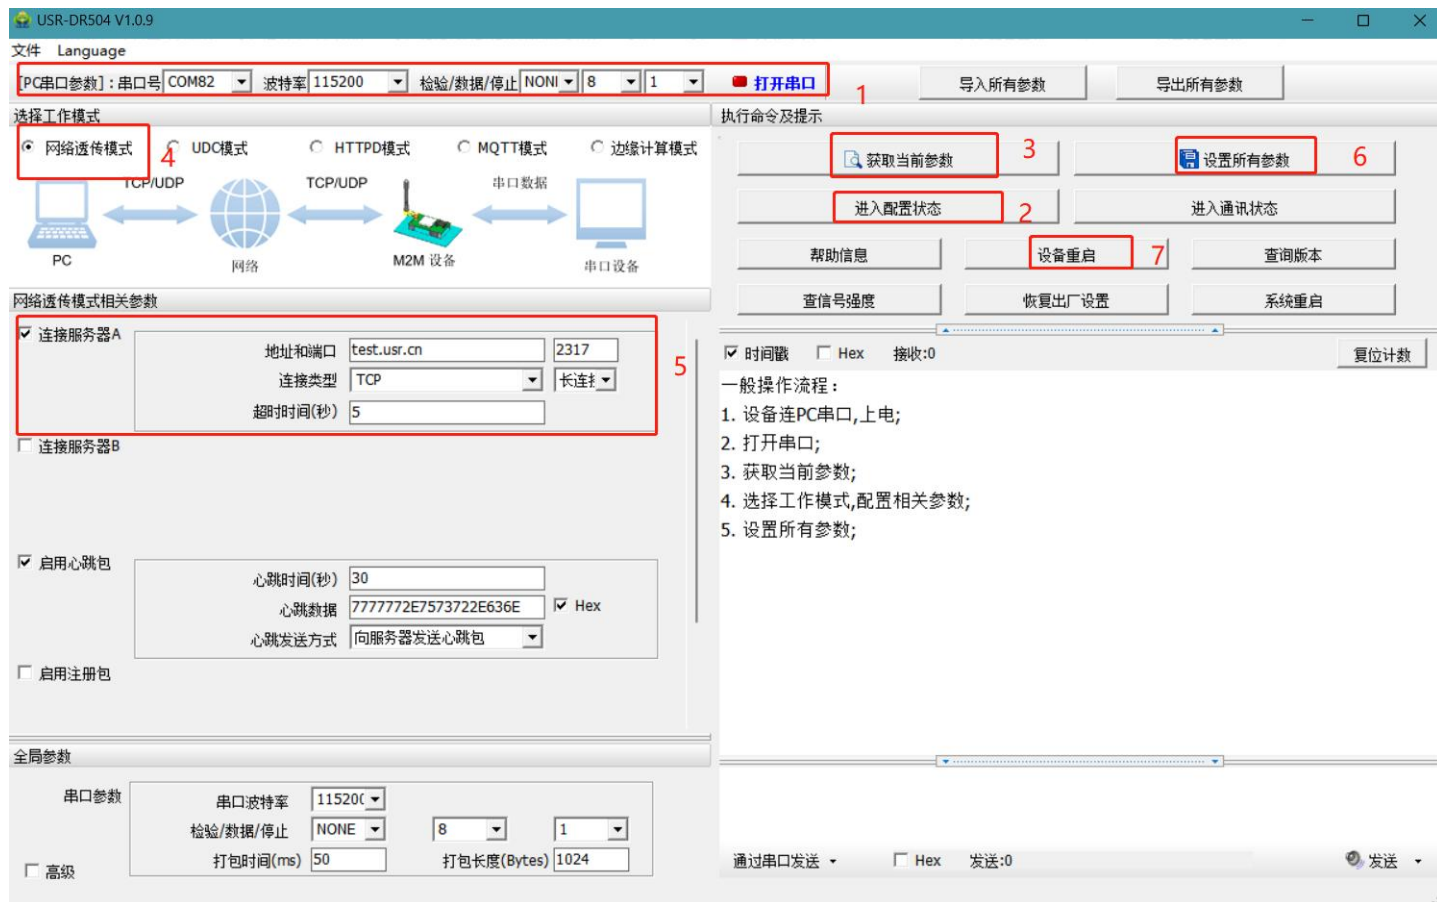 USR-DR504 V1.0.9
文件 Language
[PC串口参数]：串口号 COM82 波特率 115200 检验/数据/停止 NONI 8 1 打开串口 1 导入所有参数 导出所有参数
选择工作模式
网络透传模式 4 UDC模式 HTTPD模式 MQTT模式 边缘计算模式
TCP/UDP TCP/UDP 串口数据
PC 网络 M2M 设备 串口设备
网络透传模式相关参数
连接服务器A
地址和端口 test.usr.cn 2317
连接类型 TCP 长连接
超时时间(秒) 5
5
连接服务器B
启用心跳包
心跳时间(秒) 30
心跳数据 7777772E7573722E636E Hex
心跳发送方式 向服务器发送心跳包
启用注册包
全局参数
串口参数
串口波特率 115200
检验/数据/停止 NONE 8 1
打包时间(ms) 50 打包长度(Bytes) 1024
高级
执行命令及提示
获取当前参数 3 设置所有参数 6
进入配置状态 2 进入通讯状态
帮助信息 设备重启 7 查询版本
查信号强度 恢复出厂设置 系统重启
时间戳 Hex 接收:0 复位计数
一般操作流程：
1. 设备连PC串口,上电;
2. 打开串口;
3. 获取当前参数;
4. 选择工作模式,配置相关参数;
5. 设置所有参数;
通过串口发送 Hex 发送:0 发送